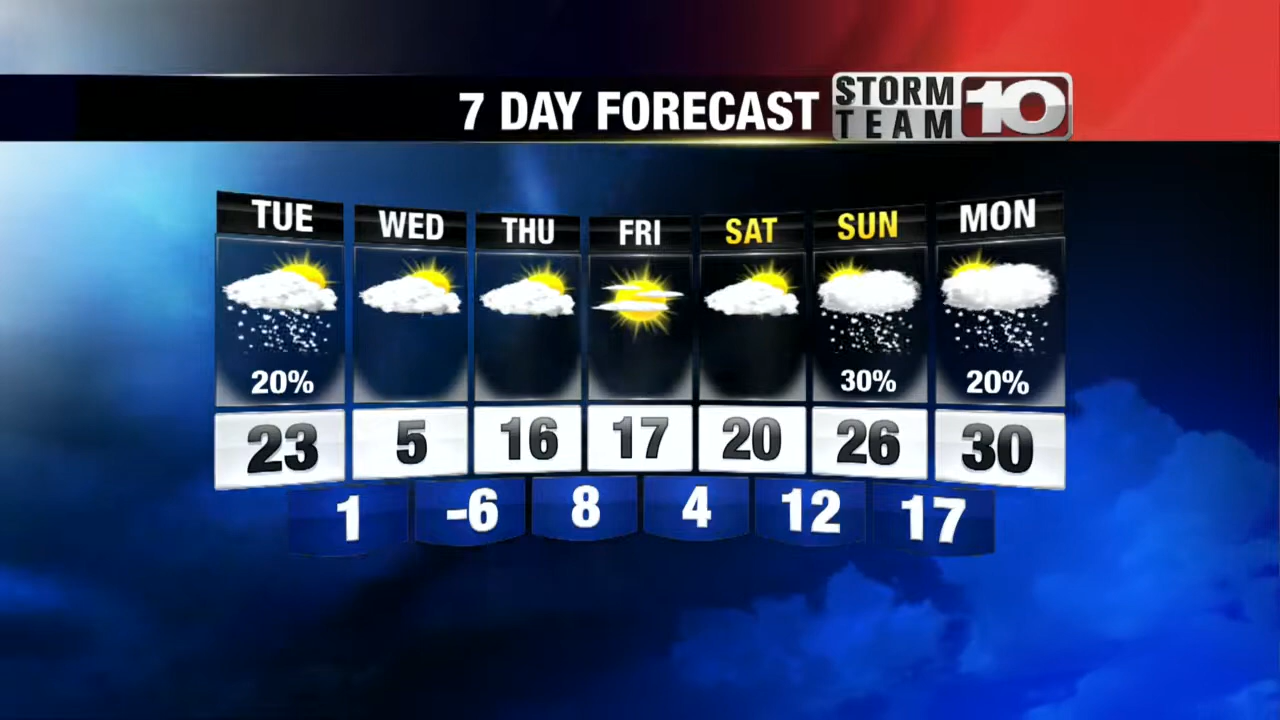 7 DAY FORECAST STORM TEAM 10
TUE WED THU FRI SAT SUN MON
20% 30% 20%
23 5 16 17 20 26 30
1 -6 8 4 12 17